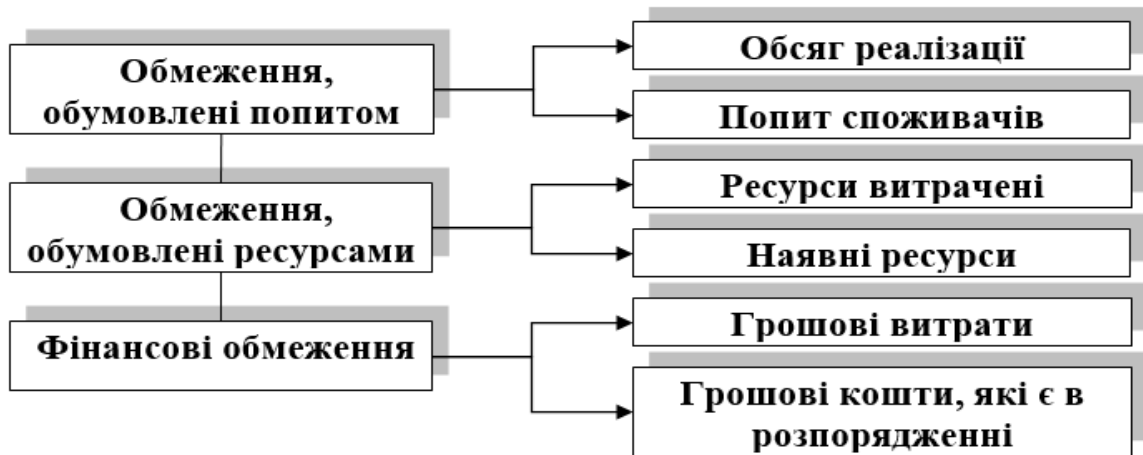 Обмеження,
обумовлені попитом
Обсяг реалізації
Попит споживачів
Обмеження,
обумовлені ресурсами
Ресурси витрачені
Наявні ресурси
Фінансові обмеження
Грошові витрати
Грошові кошти, які є в
розпорядженні